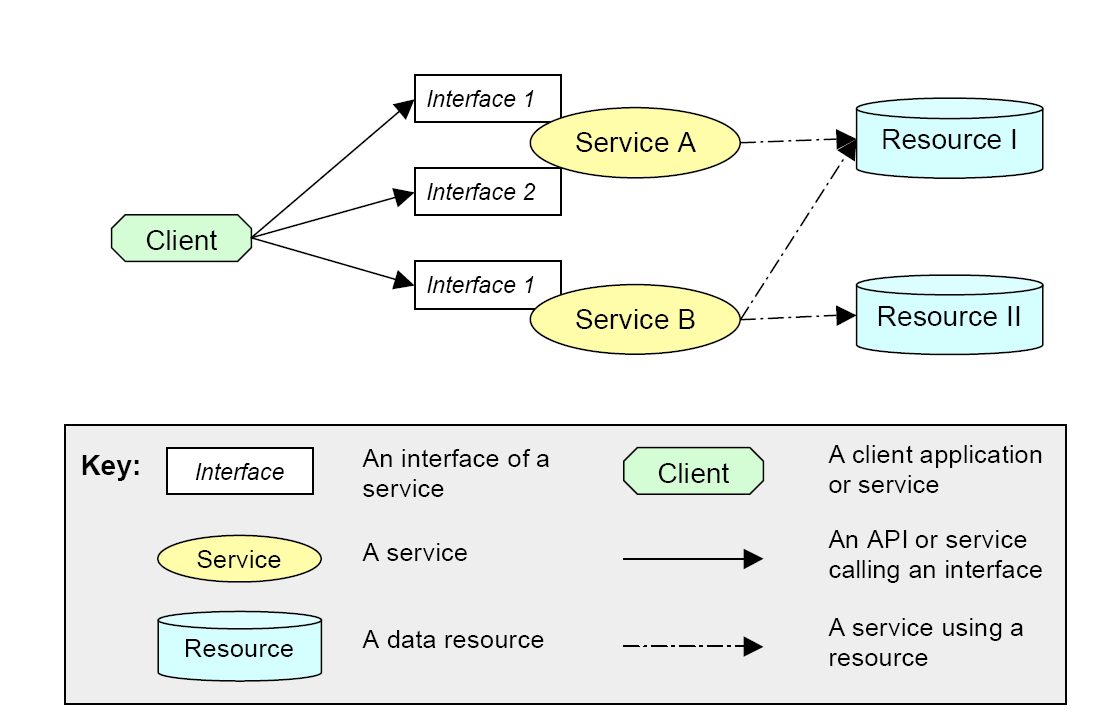 Interface 1
Service A
Resource I
Interface 2
Client
Interface 1
Service B
Resource II
Key:
Interface
An interface of a
service
Client
A client application
or service
Service
A service
An API or service
calling an interface
Resource
A data resource
A service using a
resource